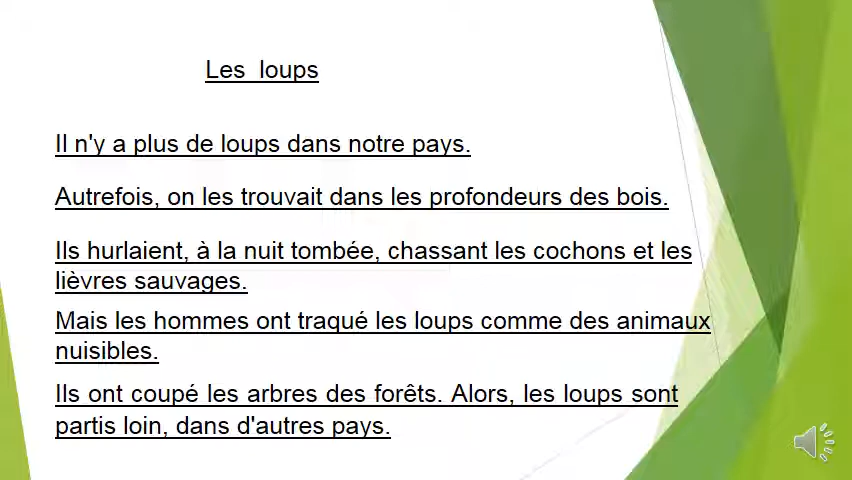 Les loups
Il n'y a plus de loups dans notre pays.
Autrefois, on les trouvait dans les profondeurs des bois.
Ils hurlaient, à la nuit tombée, chassant les cochons et les
lièvres sauvages.
Mais les hommes ont traqué les loups comme des animaux
nuisibles.
Ils ont coupé les arbres des forêts. Alors, les loups sont
partis loin, dans d'autres pays.